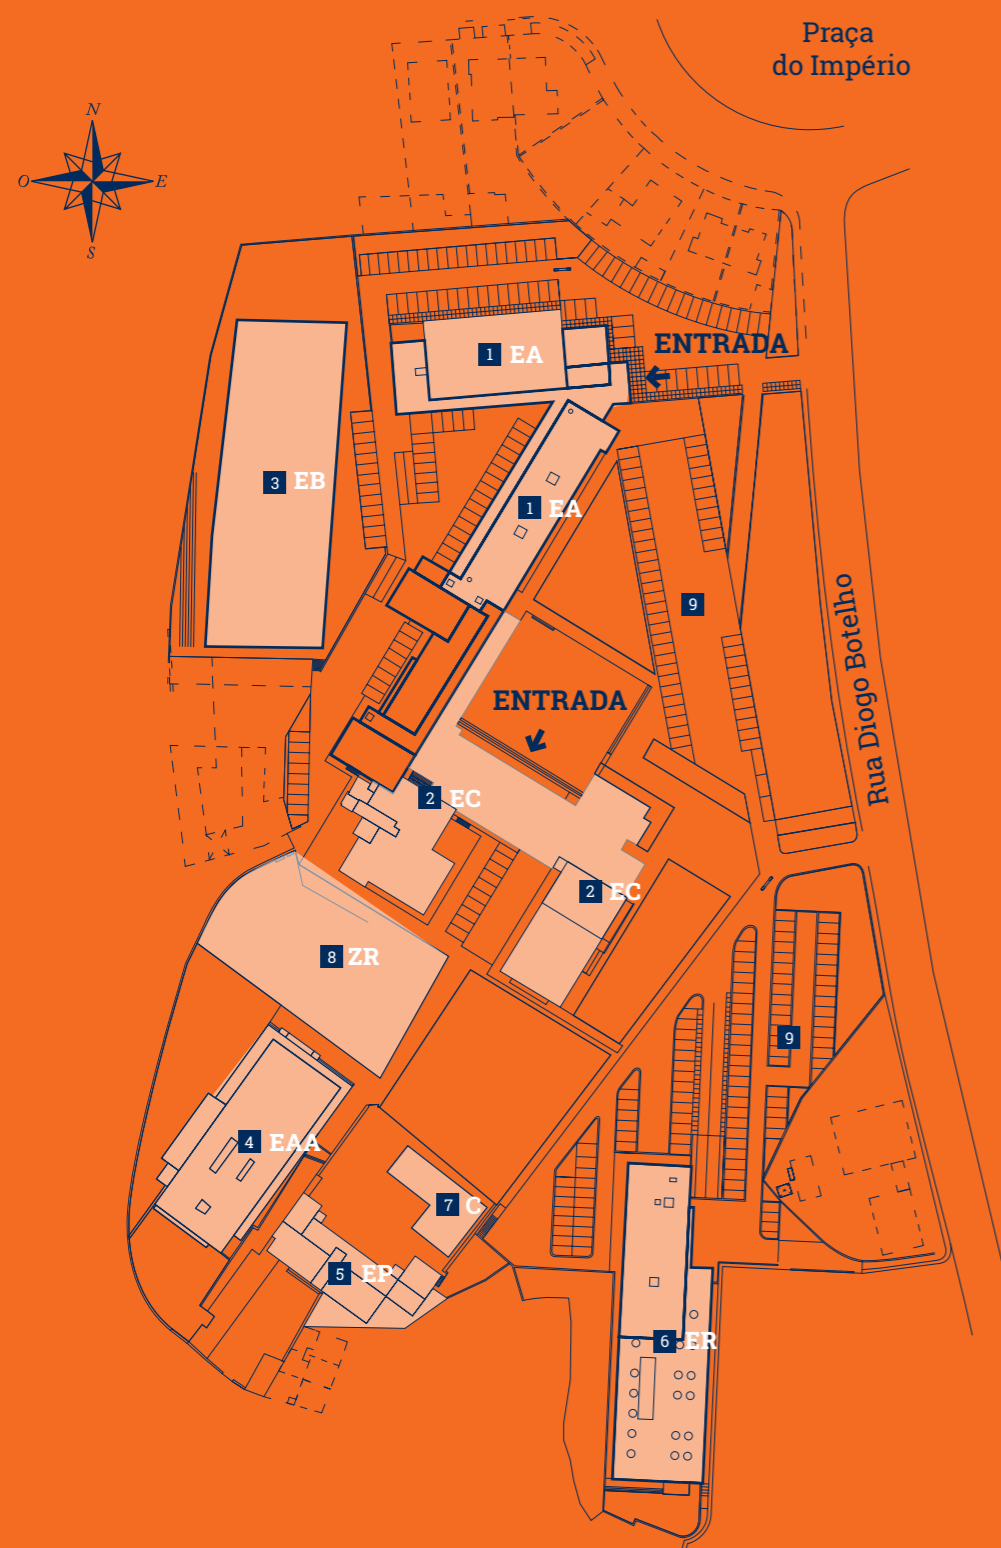 Praça
do Império
N
O
E
S
ENTRADA
1 EA
3 EB
1 EA
9
Rua Diogo Botelho
ENTRADA
2 EC
2 EC
8 ZR
9
4 EAA
7 C
5 EP
6 ER